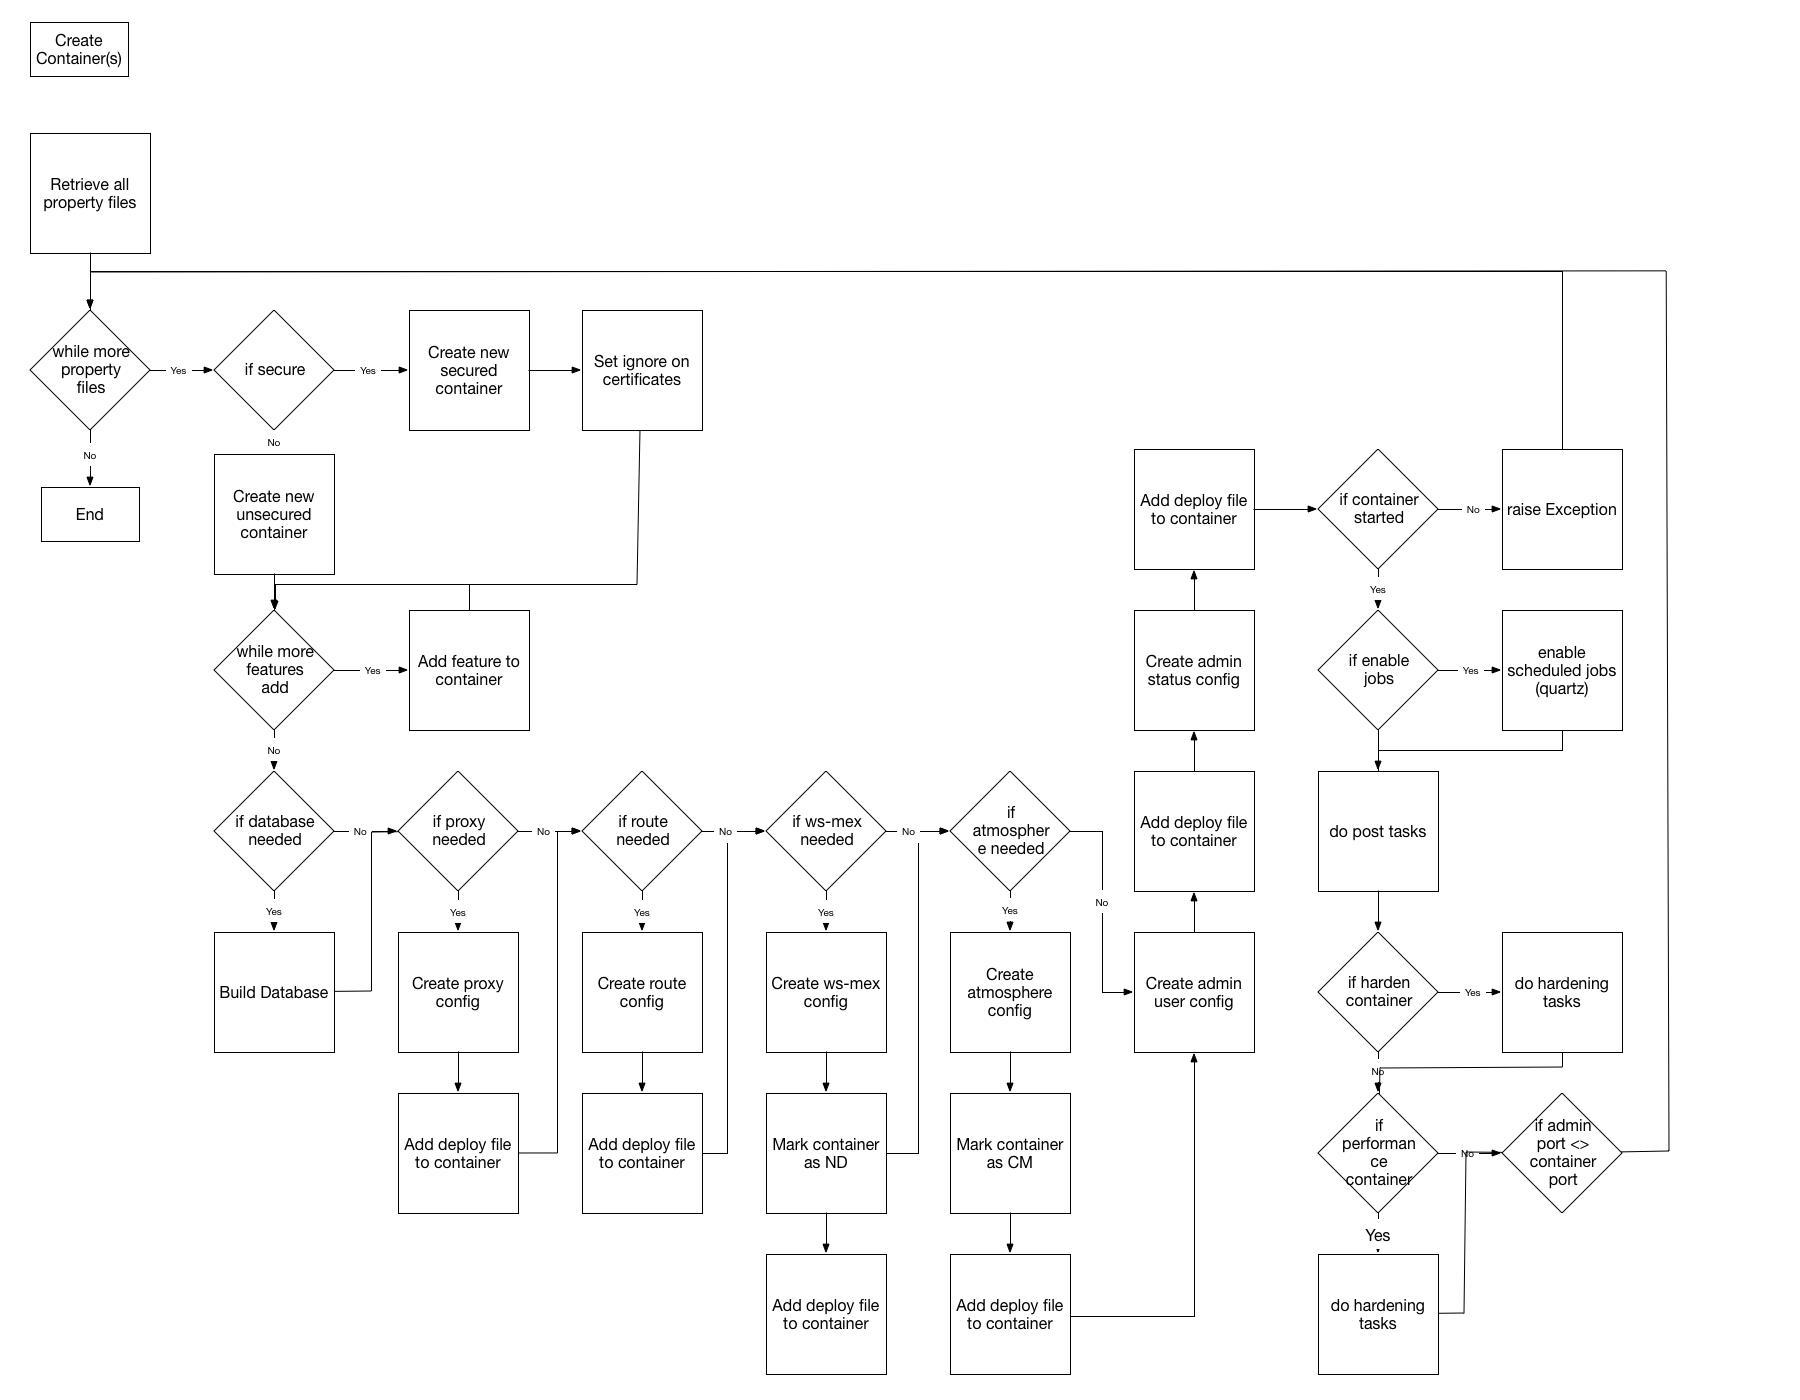 Create
Container(s)
Retrieve all
property files
while more
property
files
Yes
if secure
Yes
Create new
secured
container
Set ignore on
certificates
No
No
End
Create new
unsecured
container
while more
features
add
Yes
Add feature to
container
No
if database
needed
No
if proxy
needed
No
if route
needed
No
if ws-mex
needed
No
if
atmospher
e needed
No
Yes
Yes
Yes
Yes
Yes
Build Database
Create proxy
config
Create route
config
Create ws-mex
config
Create
atmosphere
config
Create admin
user config
Add deploy file
to container
Add deploy file
to container
Mark container
as ND
Mark container
as CM
Add deploy file
to container
Add deploy file
to container
Add deploy file
to container
Create admin
status config
Add deploy file
to container
if container
started
No
raise Exception
Yes
if enable
jobs
Yes
enable
scheduled jobs
(quartz)
do post tasks
if harden
container
Yes
do hardening
tasks
No
if
performan
ce
container
No
if admin
port <>
container
port
Yes
do hardening
tasks